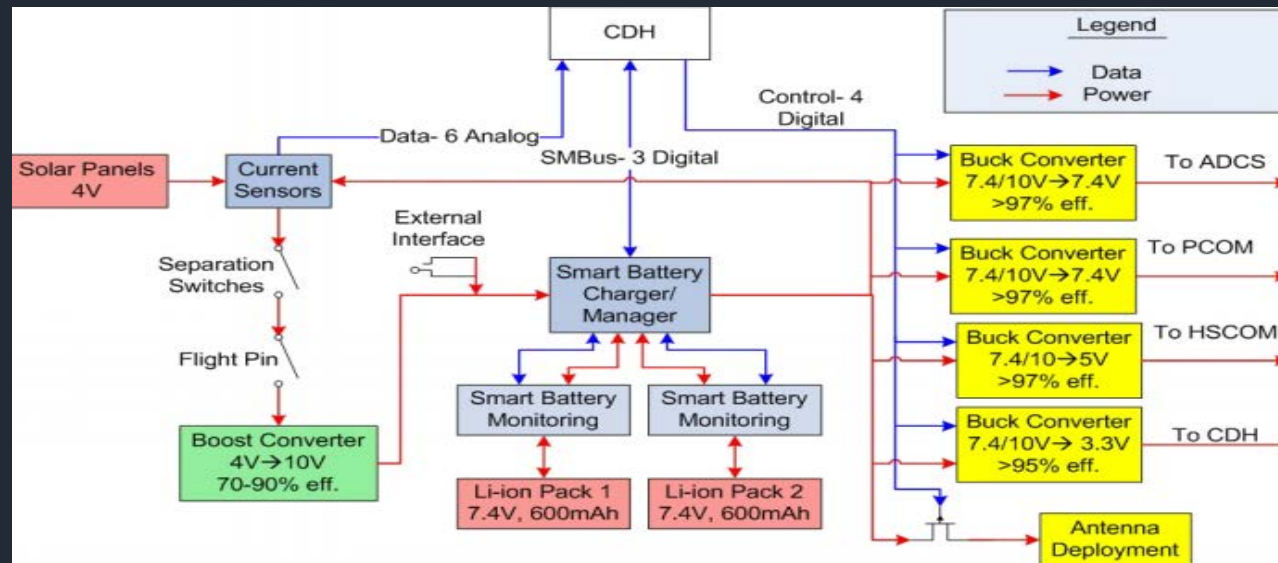 CDH
Legend
Data
Power
Control- 4
Digital
Data- 6 Analog
SMBus- 3 Digital
Solar Panels
4V
Current
Sensors
External
Interface
Separation
Switches
Flight Pin
Boost Converter
4V→10V
70-90% eff.
Smart Battery
Charger/
Manager
Smart Battery
Monitoring
Smart Battery
Monitoring
Li-ion Pack 1
7.4V, 600mAh
Li-ion Pack 2
7.4V, 600mAh
Buck Converter
7.4/10V→7.4V
>97% eff.
To ADCS
Buck Converter
7.4/10V→7.4V
>97% eff.
To PCOM
Buck Converter
7.4/10→5V
>97% eff.
To HSCOM
Buck Converter
7.4/10V→ 3.3V
>95% eff.
To CDH
Antenna
Deployment